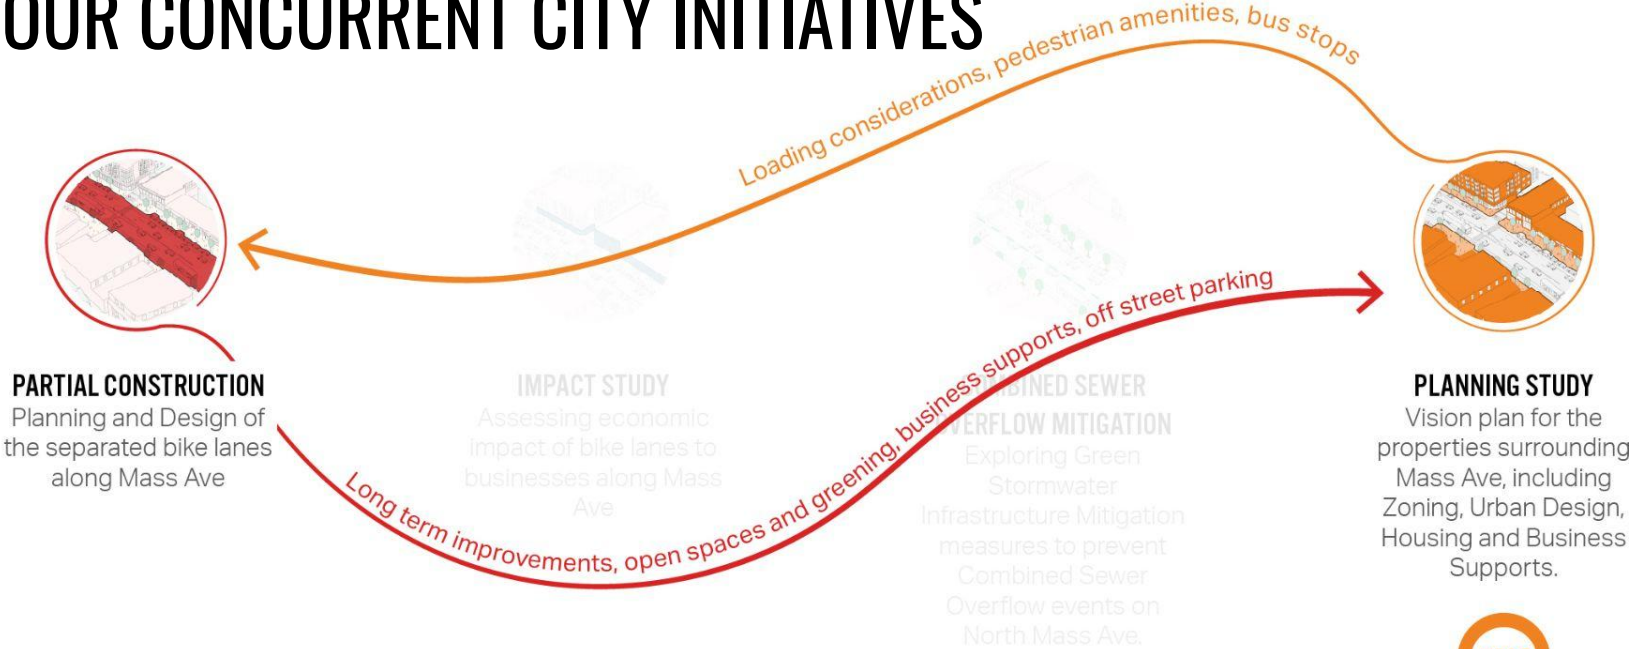 OUR CONCURRENT CITY INITIATIVES
Loading considerations, pedestrian amenities, bus stops
Long term improvements, open spaces and greening, business supports, off street parking
PARTIAL CONSTRUCTION
Planning and Design of
the separated bike lanes
along Mass Ave
IMPACT STUDY
Assessing economic
impact of bike lanes to
businesses along Mass
Ave
COMBINED SEWER
OVERFLOW MITIGATION
Exploring Green
Stormwater
Infrastructure Mitigation
measures to prevent
Combined Sewer
Overflow events on
North Mass Ave.
PLANNING STUDY
Vision plan for the
properties surrounding
Mass Ave, including
Zoning, Urban Design,
Housing and Business
Supports.